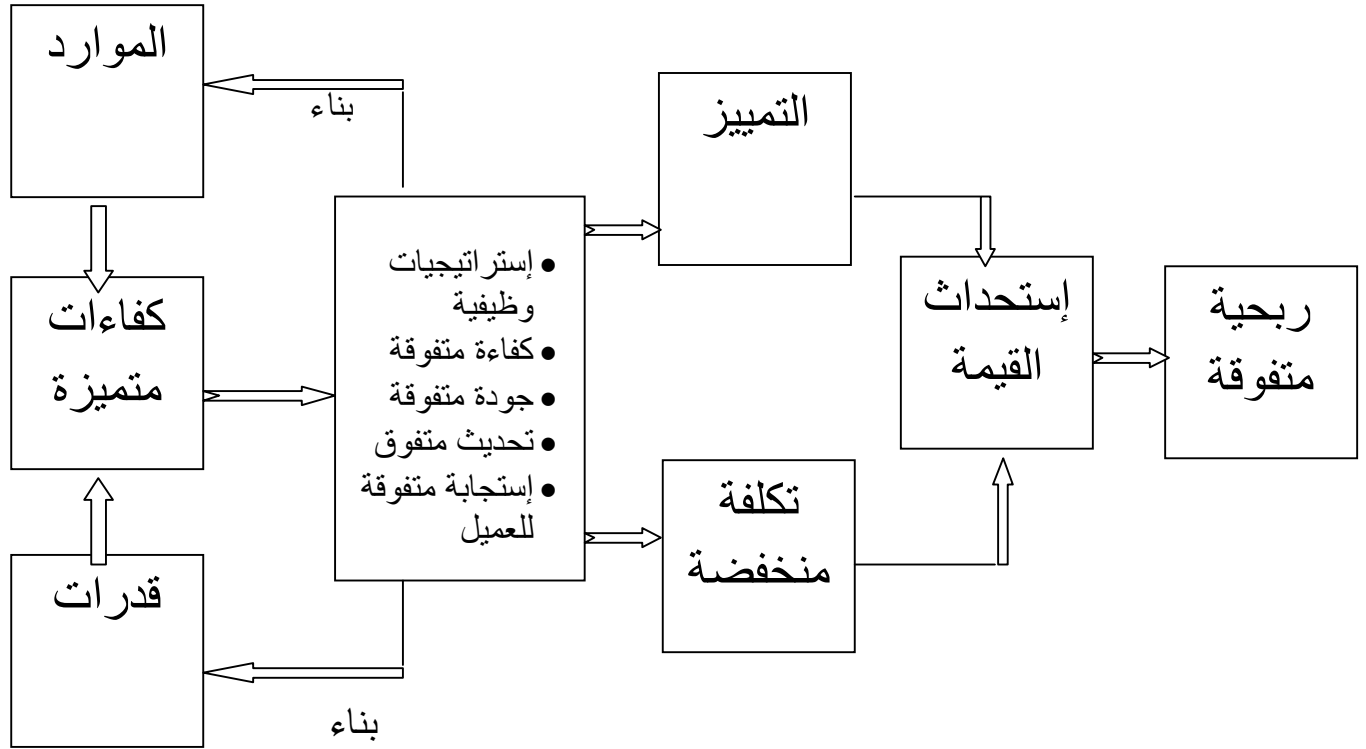 الموارد
بناء
التمييز
• إستراتيجيات
وظيفية
• كفاءة متفوقة
• جودة متفوقة
• تحديث متفوق
• إستجابة متفوقة
للعميل
كفاءات
متميزة
إستحداث
القيمة
ربحية
متفوقة
تكلفة
منخفضة
قدرات
بناء